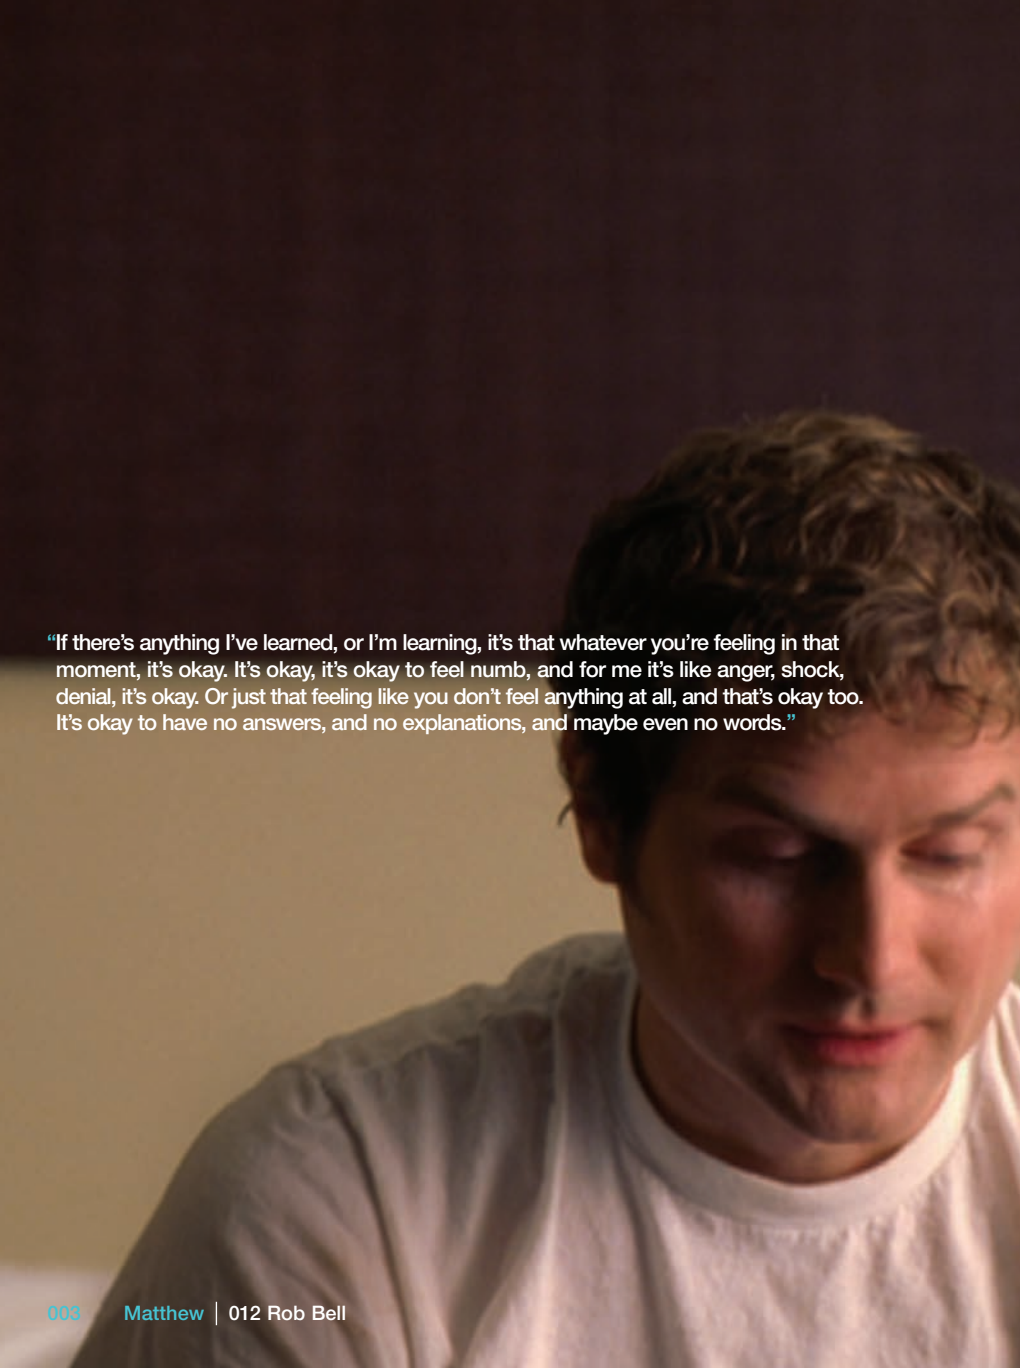 “If there’s anything I’ve learned, or I’m learning, it’s that whatever you’re feeling in that
moment, it’s okay. It’s okay, it’s okay to feel numb, and for me it’s like anger, shock,
denial, it’s okay. Or just that feeling like you don’t feel anything at all, and that’s okay too.
It’s okay to have no answers, and no explanations, and maybe even no words.”
003 Matthew | 012 Rob Bell